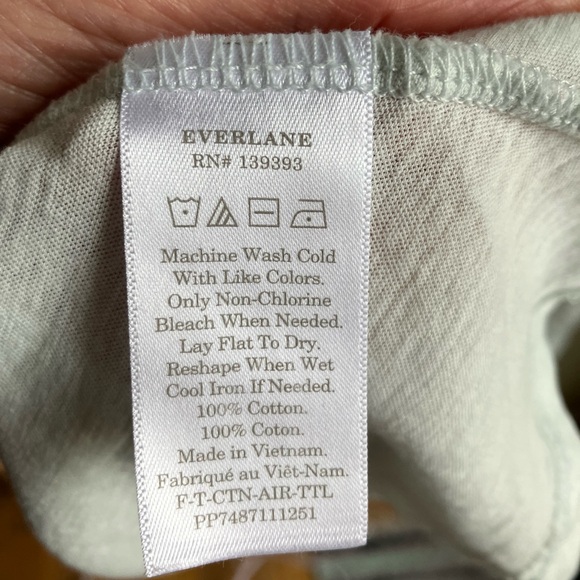 EVERLANE
RN# 139393
Machine Wash Cold
With Like Colors.
Only Non-Chlorine
Bleach When Needed.
Lay Flat To Dry.
Reshape When Wet
Cool Iron If Needed.
100% Cotton.
100% Coton.
Made in Vietnam.
Fabriqué au Viêt-Nam.
F-T-CTN-AIR-TTL
PP7487111251